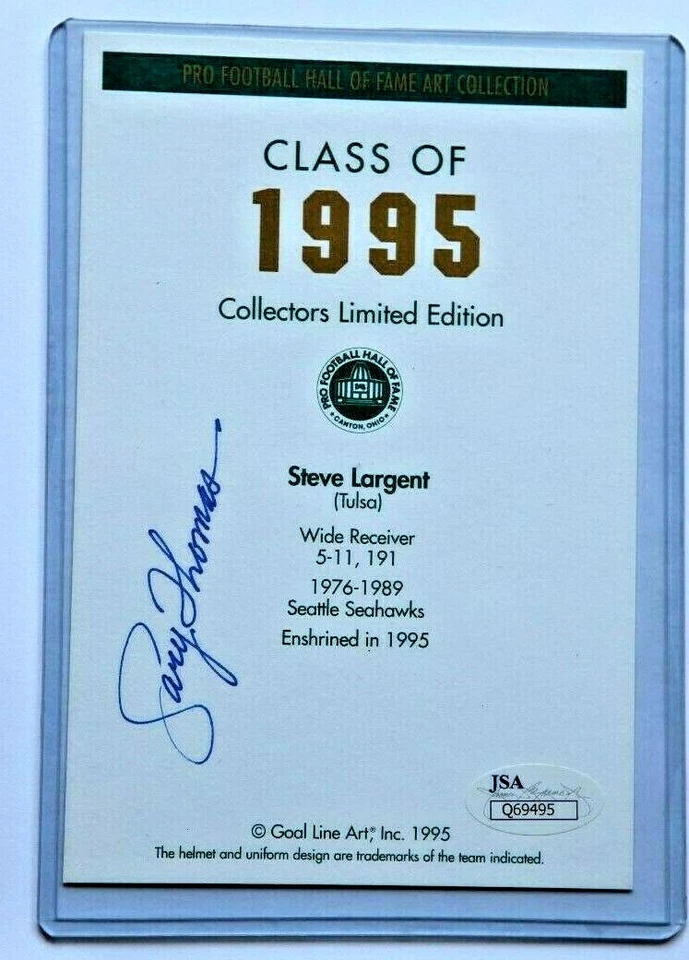 PRO FOOTBALL HALL OF FAME ART COLLECTION
CLASS OF
1995
Collectors Limited Edition
PRO FOOTBALL HALL OF FAME
★ CANTON, OHIO ★
Steve Largent
(Tulsa)
Wide Receiver
5-11, 191
1976-1989
Seattle Seahawks
Enshrined in 1995
Gary Thomas
JSA
Q69495
© Goal Line Art,® Inc. 1995
The helmet and uniform design are trademarks of the team indicated.